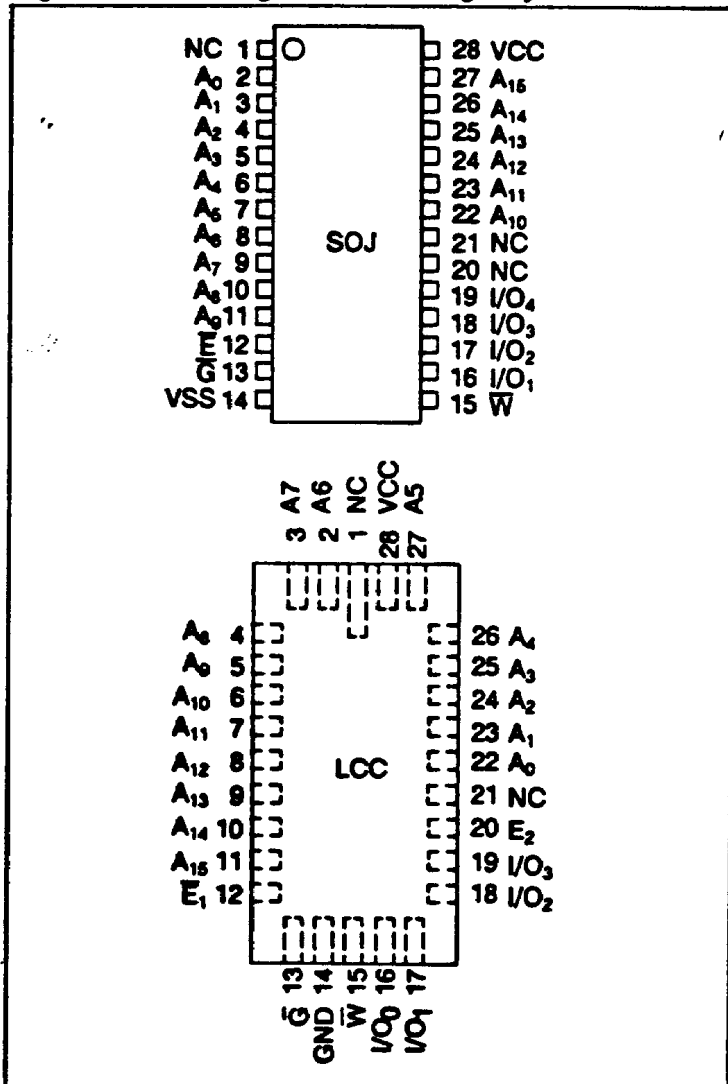 NC 1 28 VCC
A₀ 2 27 A₁₅
A₁ 3 26 A₁₄
A₂ 4 25 A₁₃
A₃ 5 24 A₁₂
A₄ 6 23 A₁₁
A₅ 7 22 A₁₀
A₆ 8 SOJ 21 NC
A₇ 9 20 NC
A₈ 10 19 I/O₄
A₉ 11 18 I/O₃
E̅ 12 17 I/O₂
G̅ 13 16 I/O₁
VSS 14 15 W̅
A7 A6 NC VCC A5
3 2 1 28 27
A₈ 4 26 A₄
A₉ 5 25 A₃
A₁₀ 6 24 A₂
A₁₁ 7 23 A₁
A₁₂ 8 LCC 22 A₀
A₁₃ 9 21 NC
A₁₄ 10 20 E₂
A₁₅ 11 19 I/O₃
E̅₁ 12 18 I/O₂
13 14 15 16 17
G̅ GND W̅ I/O₀ I/O₁